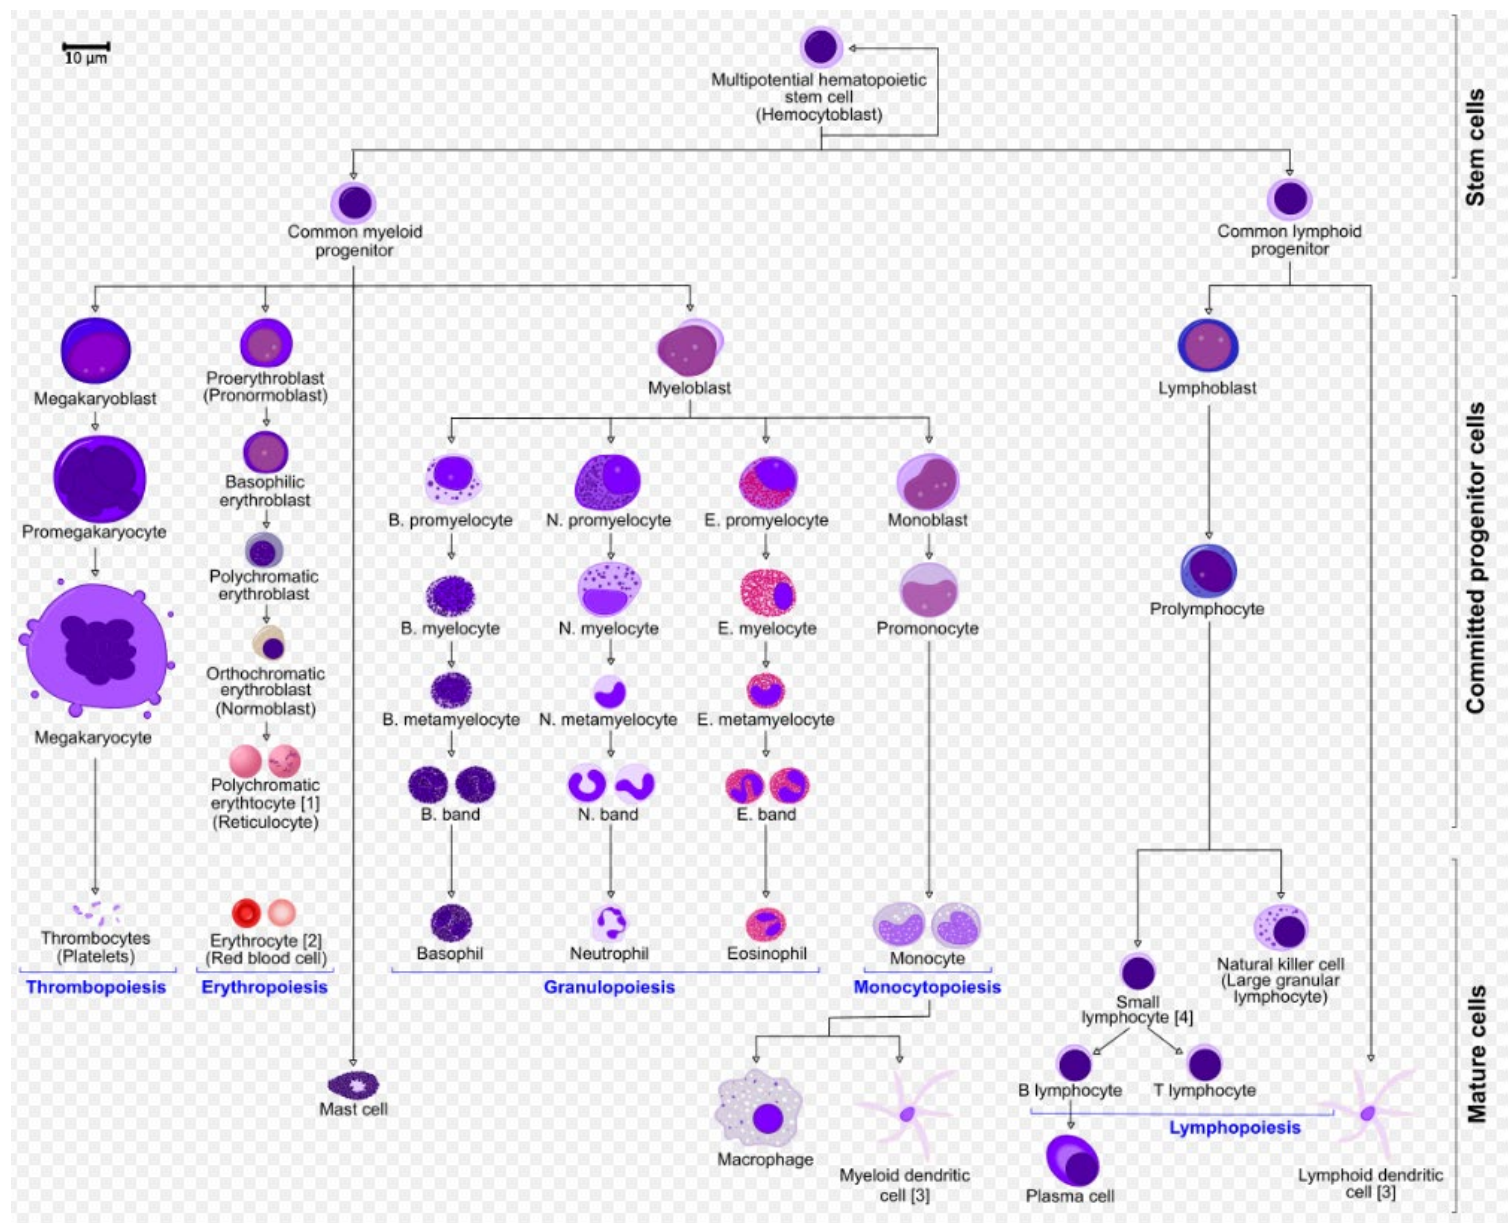 10 µm
Multipotential hematopoietic
stem cell
(Hemocytoblast)
Common myeloid
progenitor
Common lymphoid
progenitor
Stem cells
Megakaryoblast
Proerythroblast
(Pronormoblast)
Myeloblast
Lymphoblast
Promegakaryocyte
Basophilic
erythroblast
B. promyelocyte
N. promyelocyte
E. promyelocyte
Monoblast
Polychromatic
erythroblast
B. myelocyte
N. myelocyte
E. myelocyte
Promonocyte
Prolymphocyte
Committed progenitor cells
Megakaryocyte
Orthochromatic
erythroblast
(Normoblast)
B. metamyelocyte
N. metamyelocyte
E. metamyelocyte
Polychromatic
erythtocyte [1]
(Reticulocyte)
B. band
N. band
E. band
Thrombocytes
(Platelets)
Erythrocyte [2]
(Red blood cell)
Basophil
Neutrophil
Eosinophil
Monocyte
Natural killer cell
(Large granular
lymphocyte)
Small
lymphocyte [4]
Thrombopoiesis
Erythropoiesis
Granulopoiesis
Monocytopoiesis
Mast cell
Macrophage
Myeloid dendritic
cell [3]
B lymphocyte
T lymphocyte
Lymphopoiesis
Plasma cell
Lymphoid dendritic
cell [3]
Mature cells